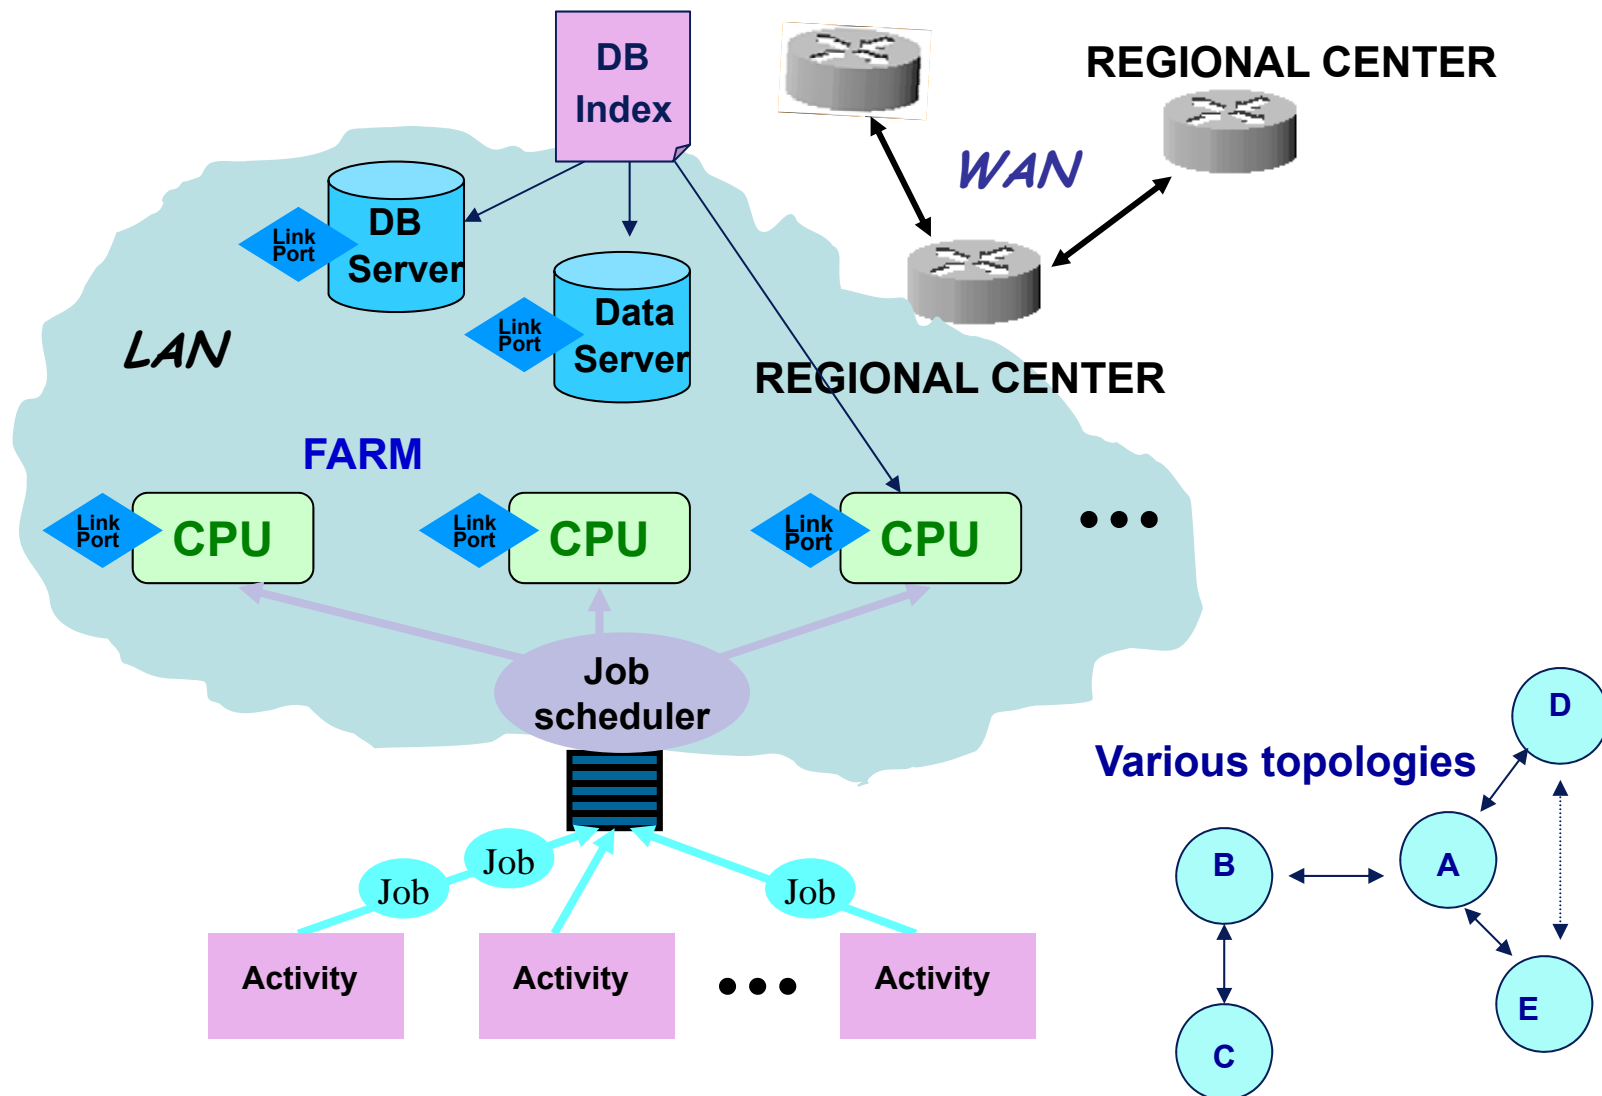 DB
Index
REGIONAL CENTER
WAN
DB
Server
Link
Port
Data
Server
Link
Port
LAN
REGIONAL CENTER
FARM
Link
Port
CPU
Link
Port
CPU
Link
Port
CPU
•••
Job
scheduler
Job
Job
Job
Activity
Activity
•••
Activity
Various topologies
D
B
A
C
E